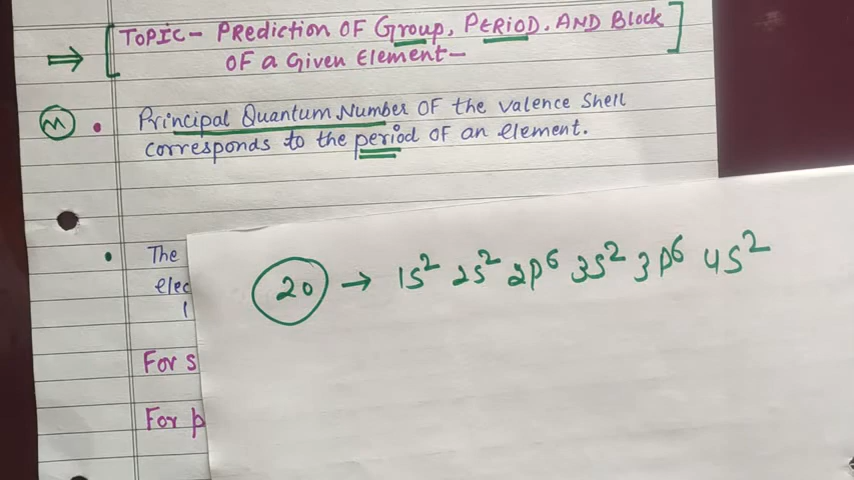 [TOPIC- PREDICTION OF GROUP, PERIOD. AND Block
OF a Given Element-]
M • Principal Quantum Number OF the valence shell
corresponds to the period of an element.
• The
elec
20 → 1s² 2s² 2p⁶ 3s² 3p⁶ 4s²
For s
For p